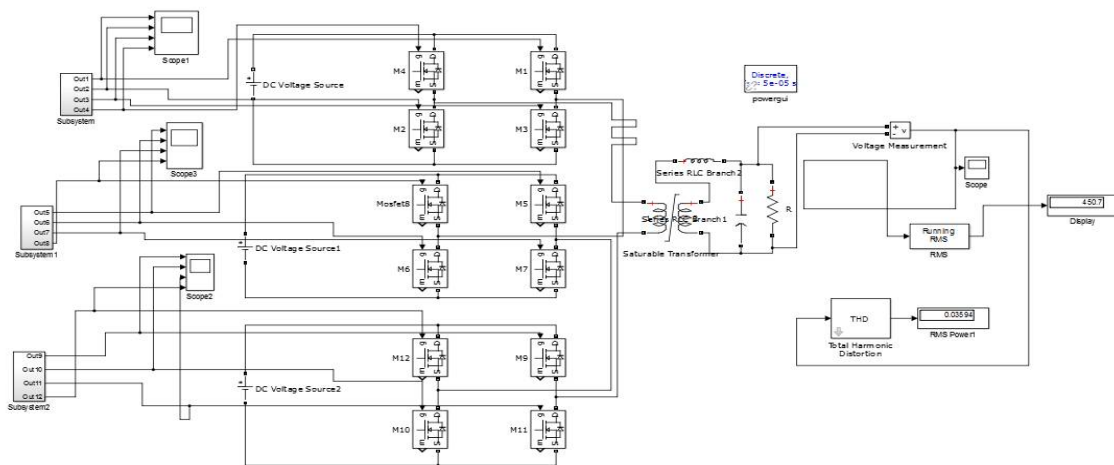 Out1
Out2
Out3
Out4
Subsystem
Scope1
DC Voltage Source
g
D
S
m
M4
g
D
S
m
M1
g
D
S
m
M2
g
D
S
m
M3
Discrete,
= 5e-05 s
powergui
Scope3
Out5
Out6
Out7
Out8
Subsystem1
DC Voltage Source1
Mosfet8
g
D
S
m
M5
g
D
S
m
M6
g
D
S
m
M7
g
D
S
m
Series RLC Branch2
Series RLC Branch1
Saturable Transformer
R
+
-
v
Voltage Measurement
Scope
Running
RMS
RMS
450.7
Display
Scope2
Out9
Out10
Out11
Out12
Subsystem2
DC Voltage Source2
M12
g
D
S
m
M9
g
D
S
m
M10
g
D
S
m
M11
g
D
S
m
THD
Total Harmonic
Distortion
0.03594
RMS Power1